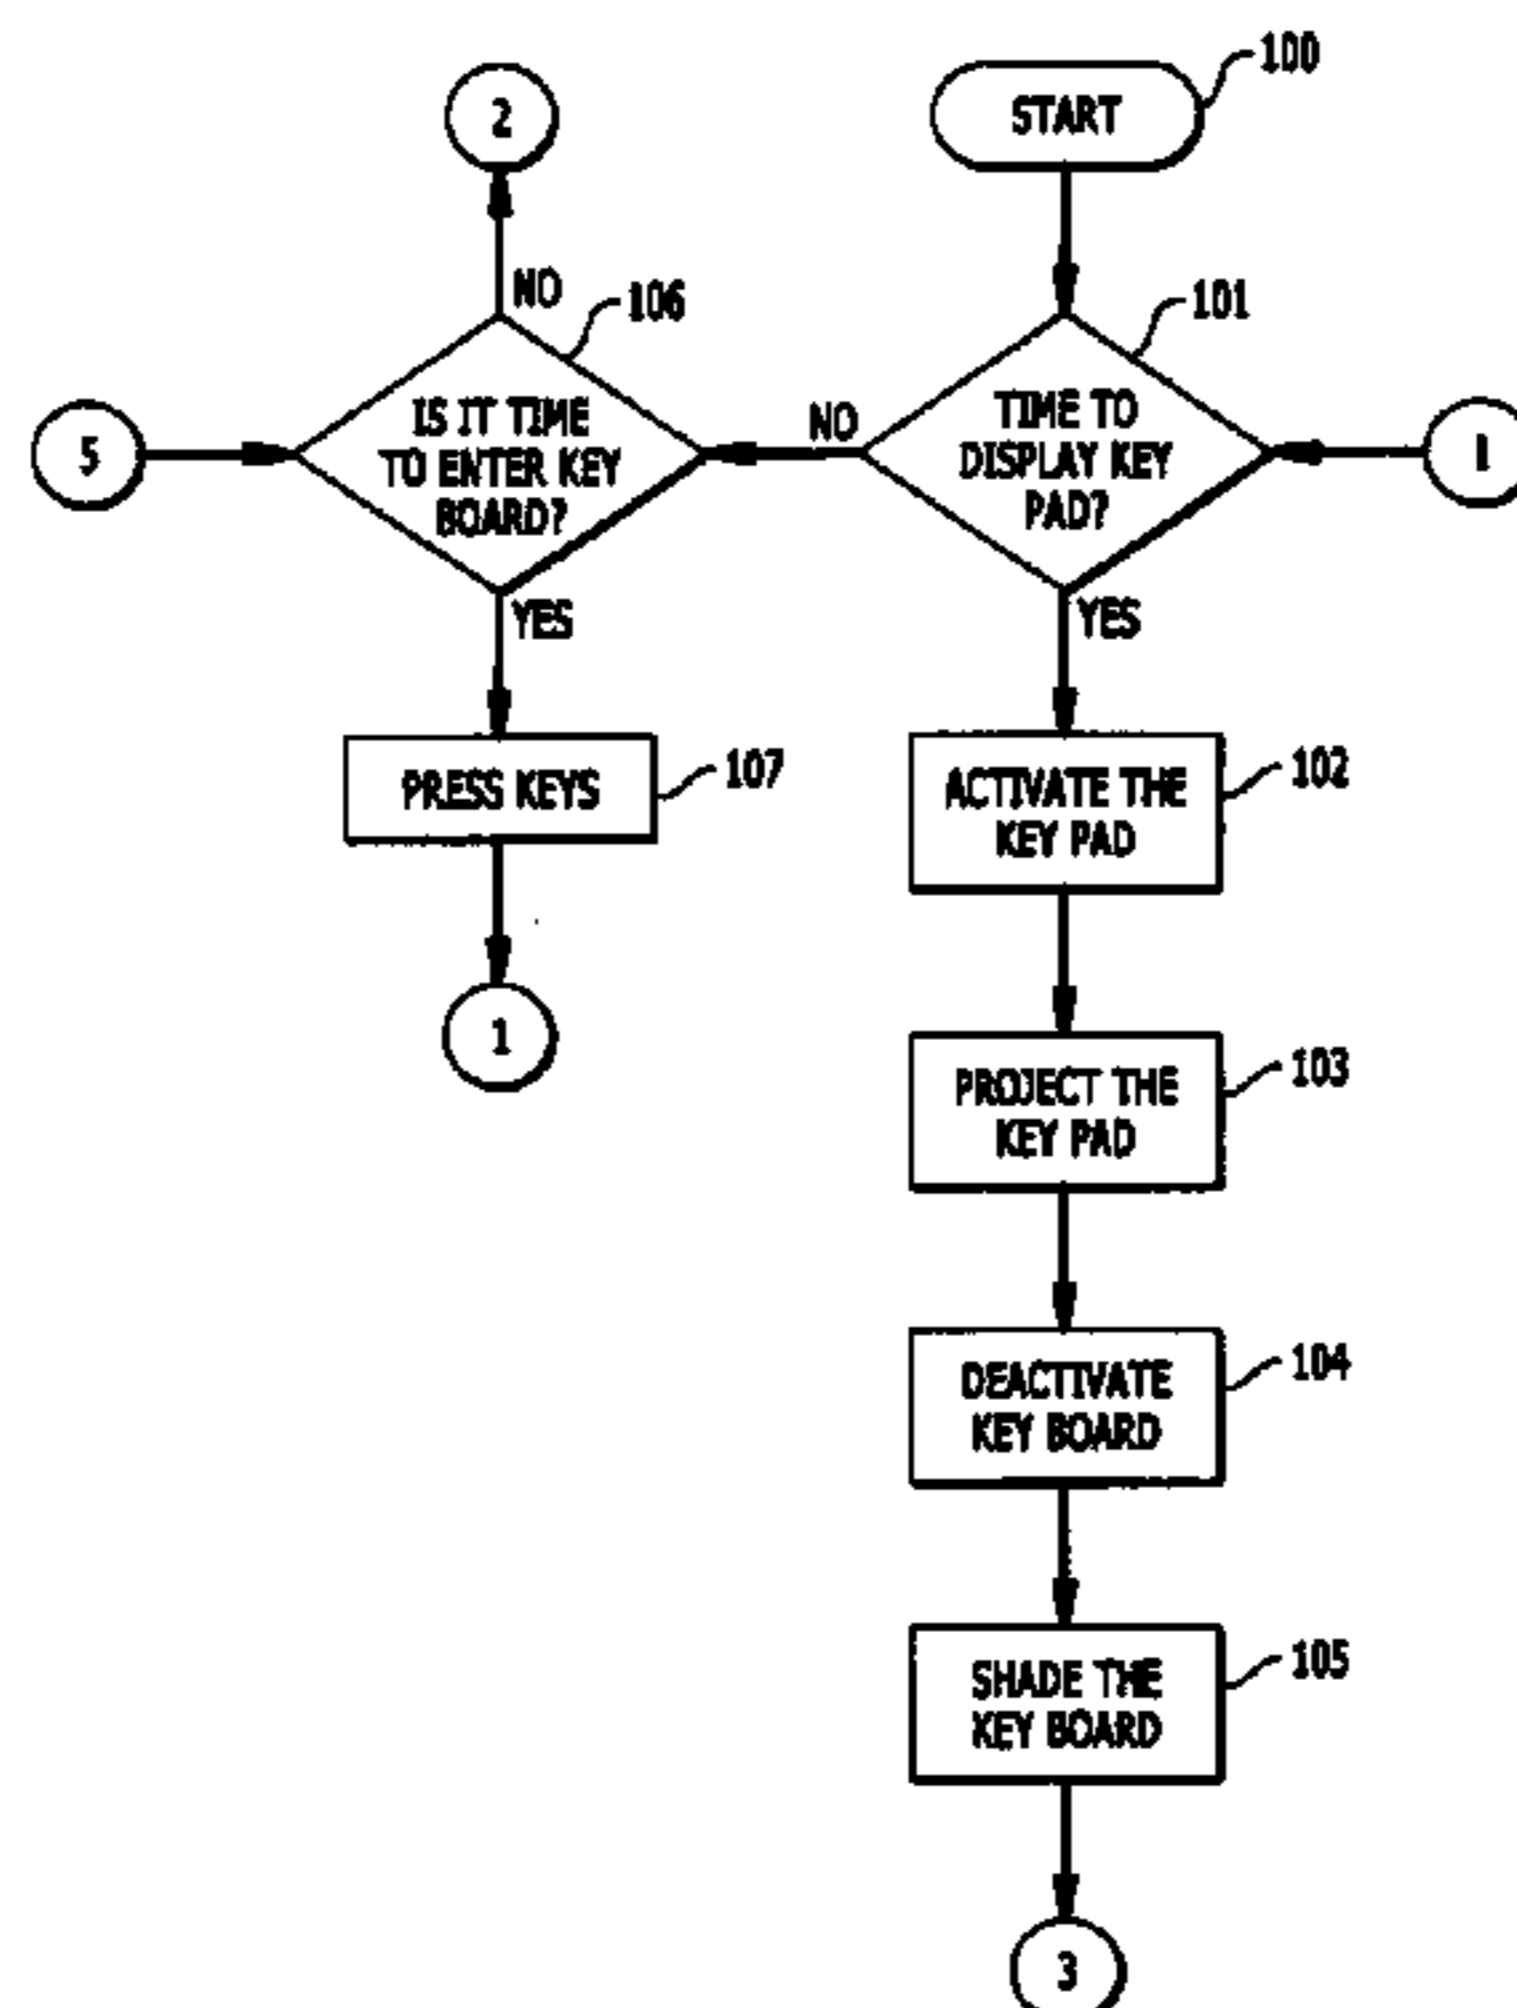 100
START
2
NO
106
101
5
IS IT TIME
TO ENTER KEY
BOARD?
NO
TIME TO
DISPLAY KEY
PAD?
1
YES
YES
PRESS KEYS
107
ACTIVATE THE
KEY PAD
102
1
PROJECT THE
KEY PAD
103
DEACTIVATE
KEY BOARD
104
SHADE THE
KEY BOARD
105
3